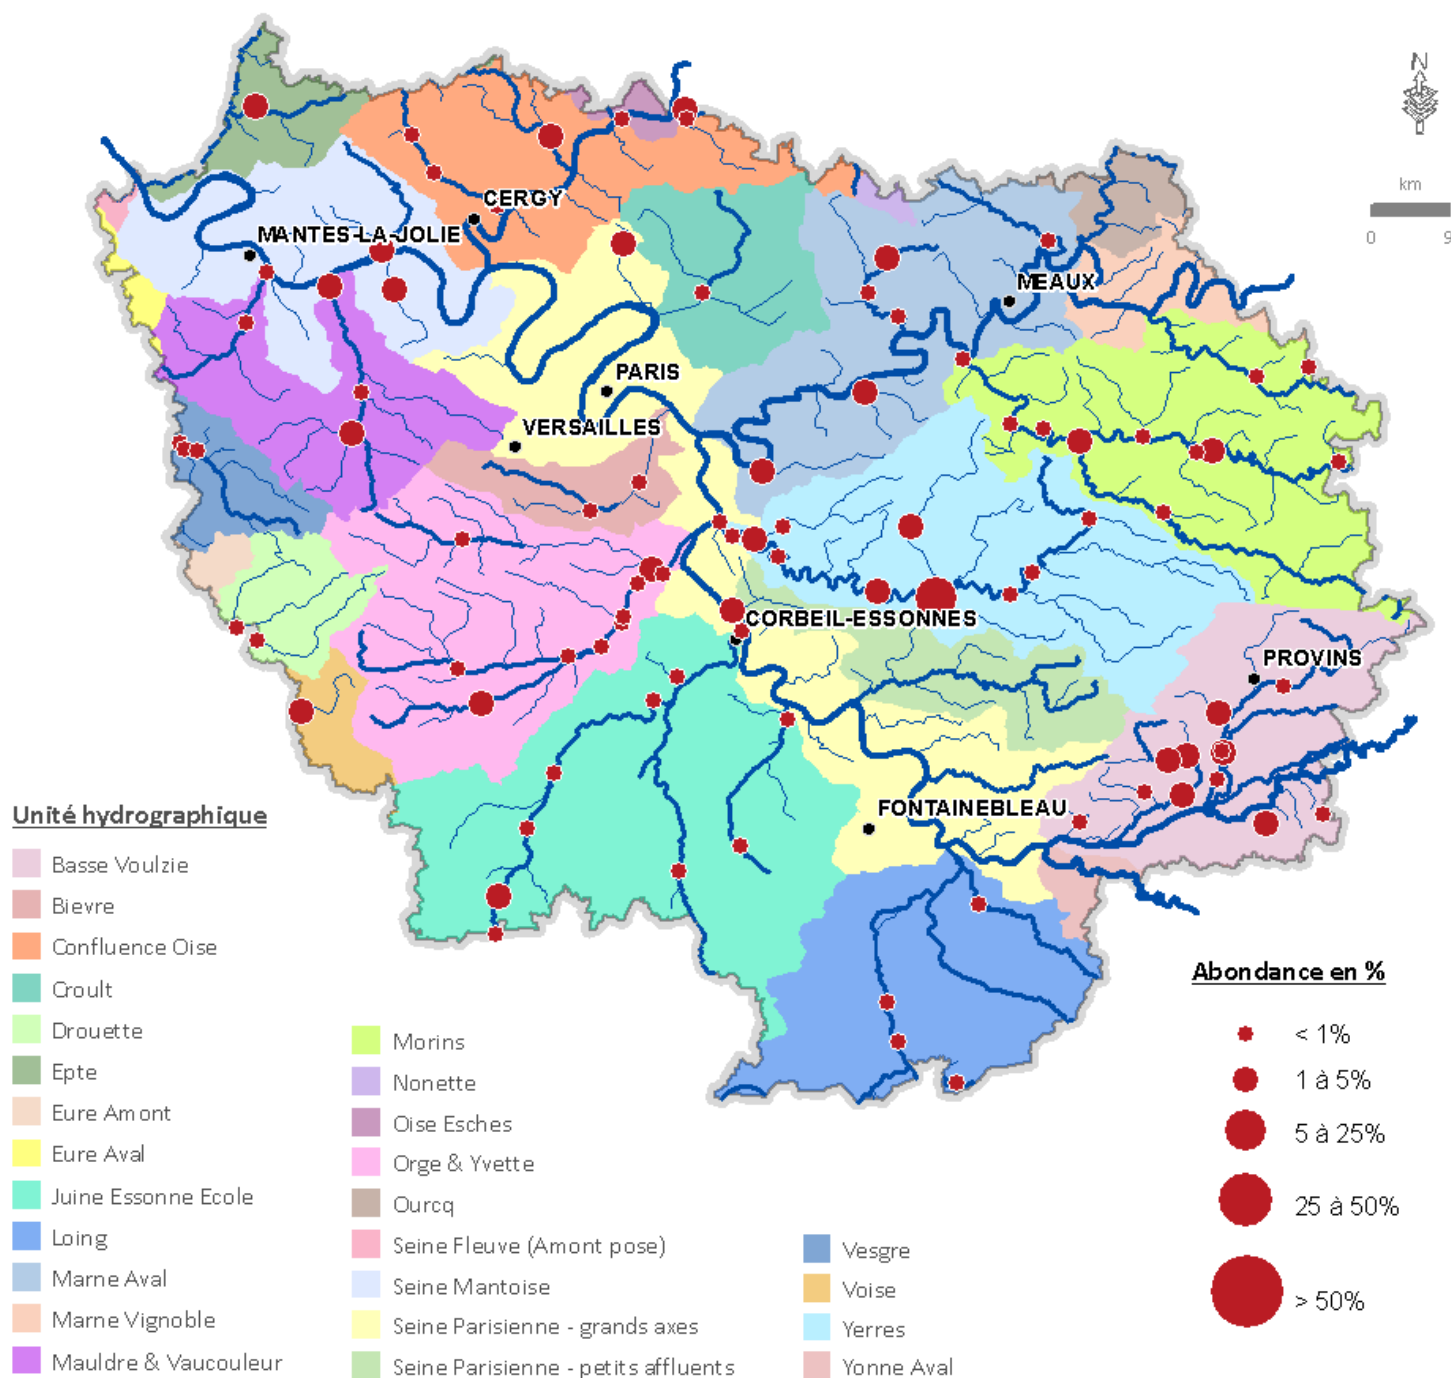 N
km
0 9
CERGY
MANTES-LA-JOLIE
MEAUX
PARIS
VERSAILLES
CORBEIL-ESSONNES
PROVINS
FONTAINEBLEAU
Unité hydrographique
Basse Voulzie
Bievre
Confluence Oise
Croult
Drouette
Epte
Eure Amont
Eure Aval
Juine Essonne Ecole
Loing
Marne Aval
Marne Vignoble
Mauldre & Vaucouleur
Morins
Nonette
Oise Esches
Orge & Yvette
Ourcq
Seine Fleuve (Amont pose)
Seine Mantoise
Seine Parisienne - grands axes
Seine Parisienne - petits affluents
Vesgre
Voise
Yerres
Yonne Aval
Abondance en %
< 1%
1 à 5%
5 à 25%
25 à 50%
> 50%